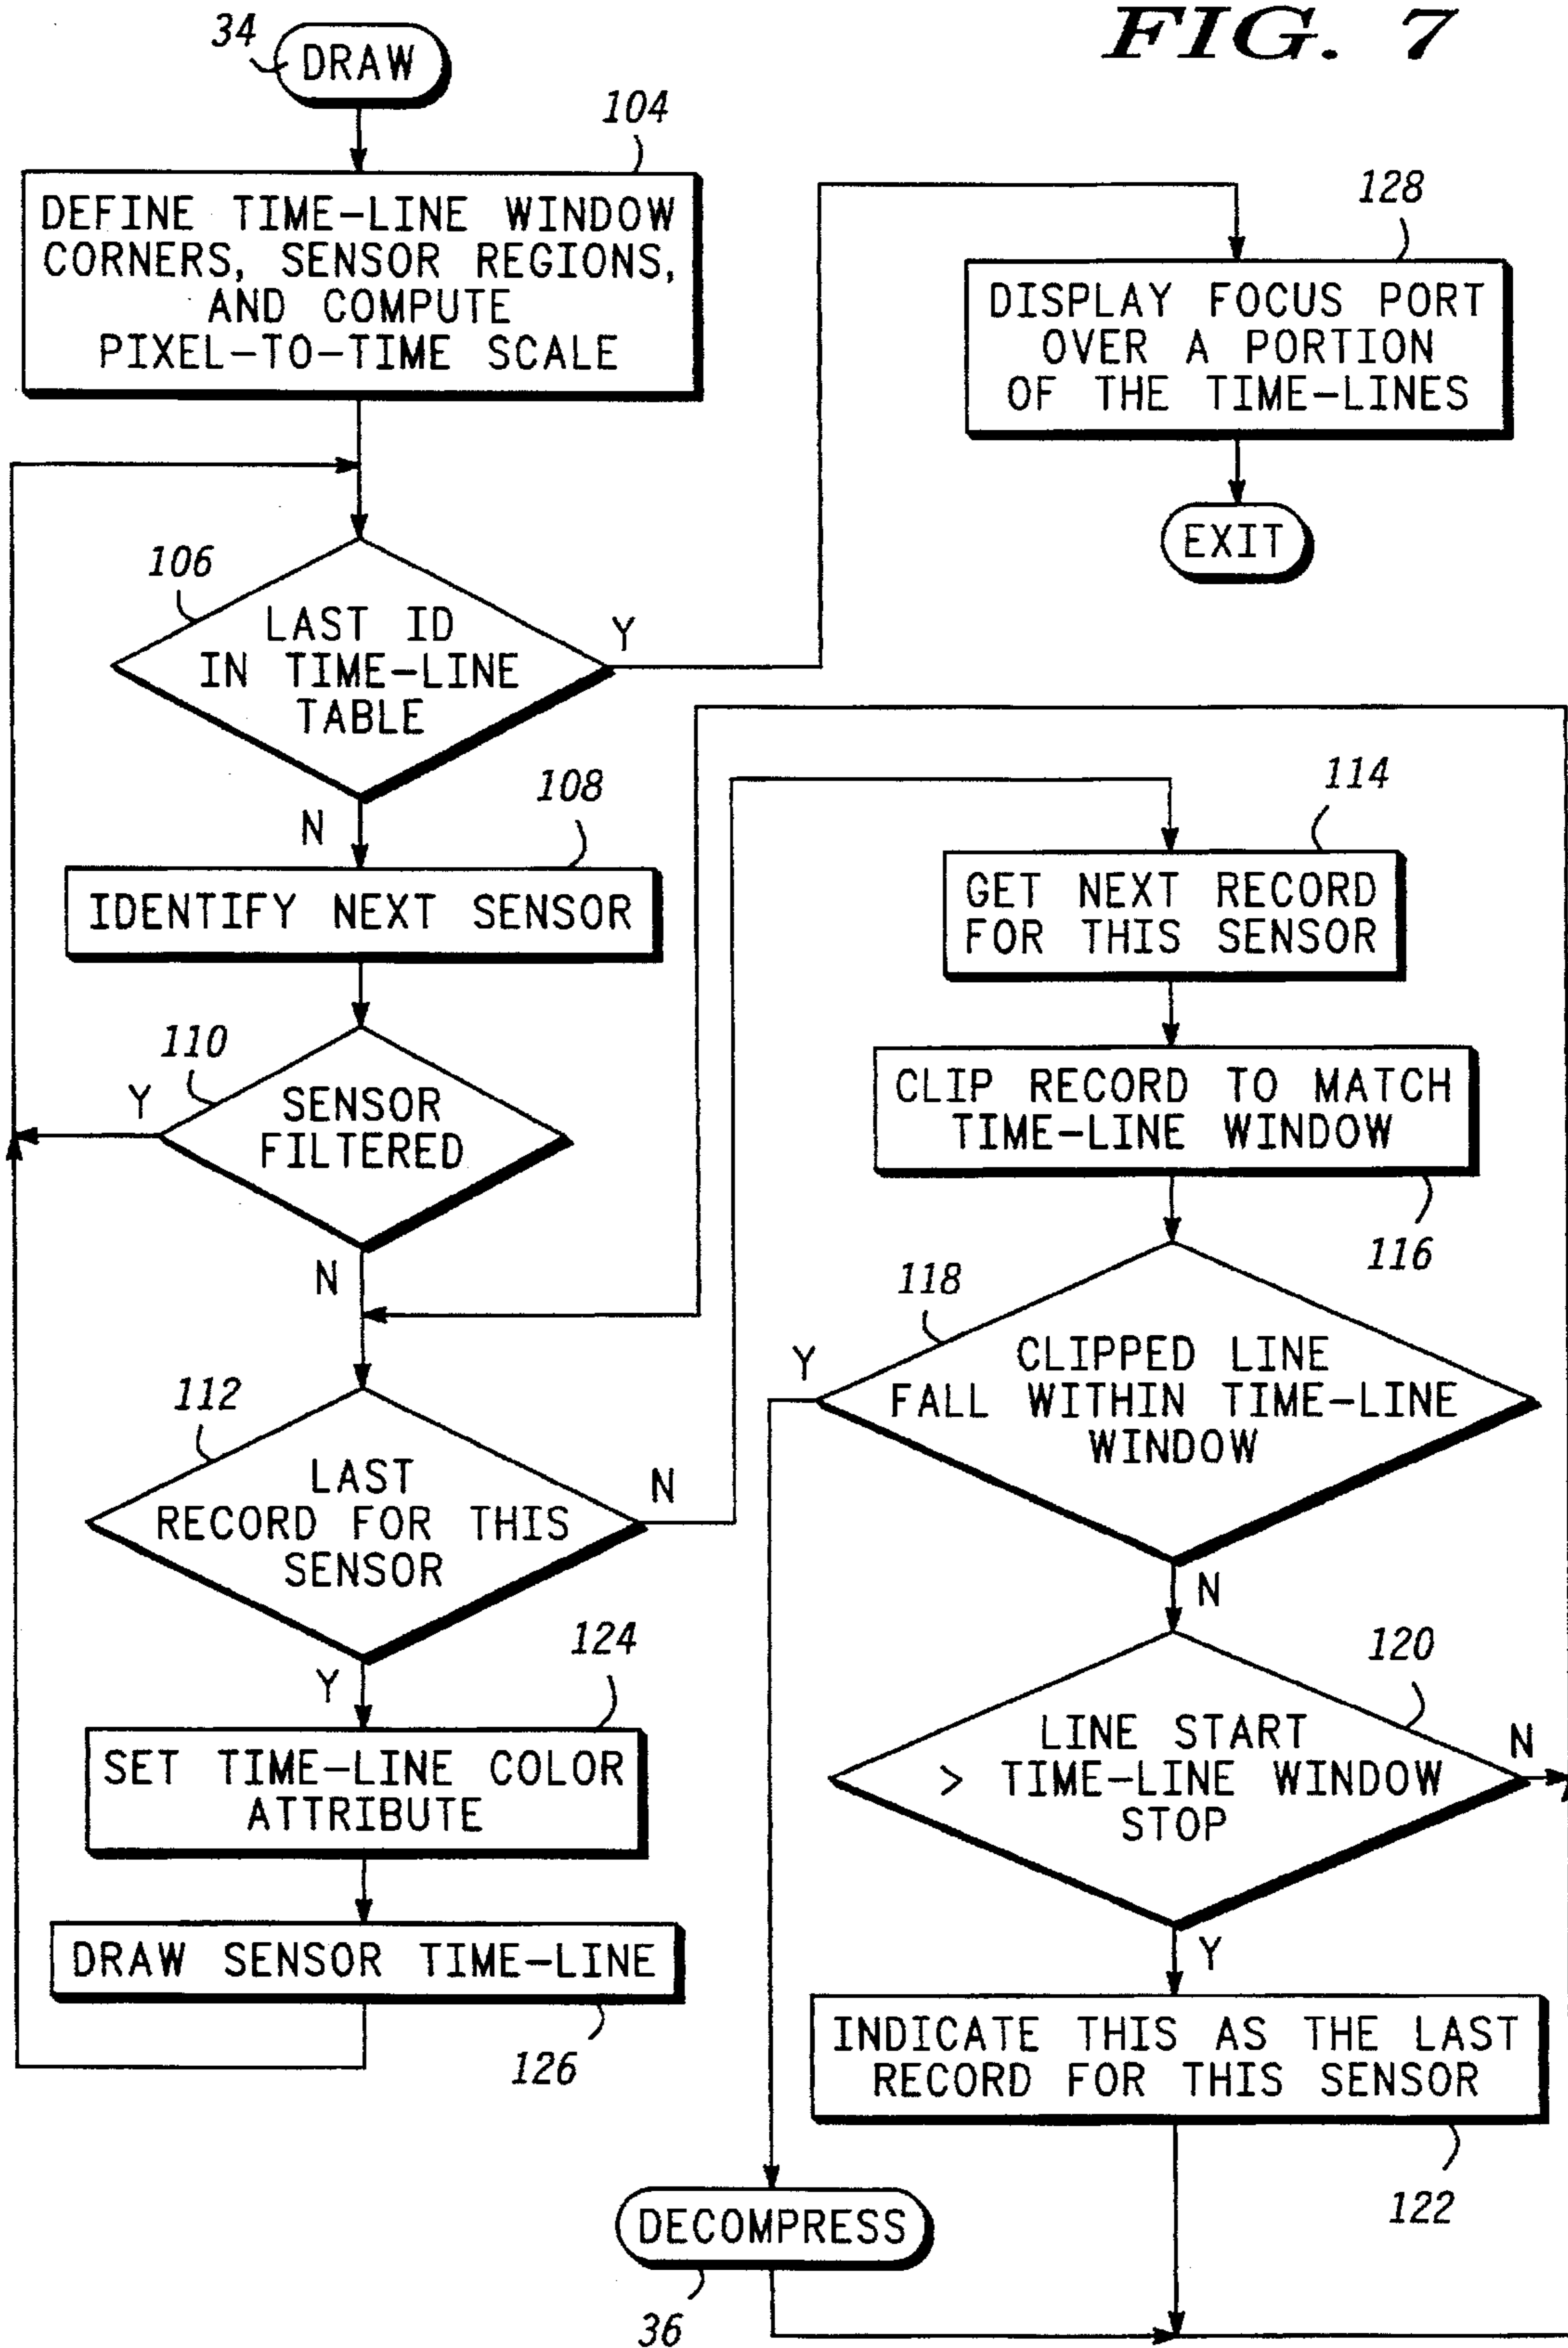 FIG. 7
34
DRAW
104
DEFINE TIME-LINE WINDOW
CORNERS, SENSOR REGIONS,
AND COMPUTE
PIXEL-TO-TIME SCALE
128
DISPLAY FOCUS PORT
OVER A PORTION
OF THE TIME-LINES
EXIT
106
LAST ID
IN TIME-LINE
TABLE
Y
N
108
IDENTIFY NEXT SENSOR
110
SENSOR
FILTERED
Y
N
112
LAST
RECORD FOR THIS
SENSOR
N
Y
124
SET TIME-LINE COLOR
ATTRIBUTE
DRAW SENSOR TIME-LINE
126
114
GET NEXT RECORD
FOR THIS SENSOR
CLIP RECORD TO MATCH
TIME-LINE WINDOW
116
118
CLIPPED LINE
FALL WITHIN TIME-LINE
WINDOW
Y
N
120
LINE START
> TIME-LINE WINDOW
STOP
N
Y
INDICATE THIS AS THE LAST
RECORD FOR THIS SENSOR
122
DECOMPRESS
36